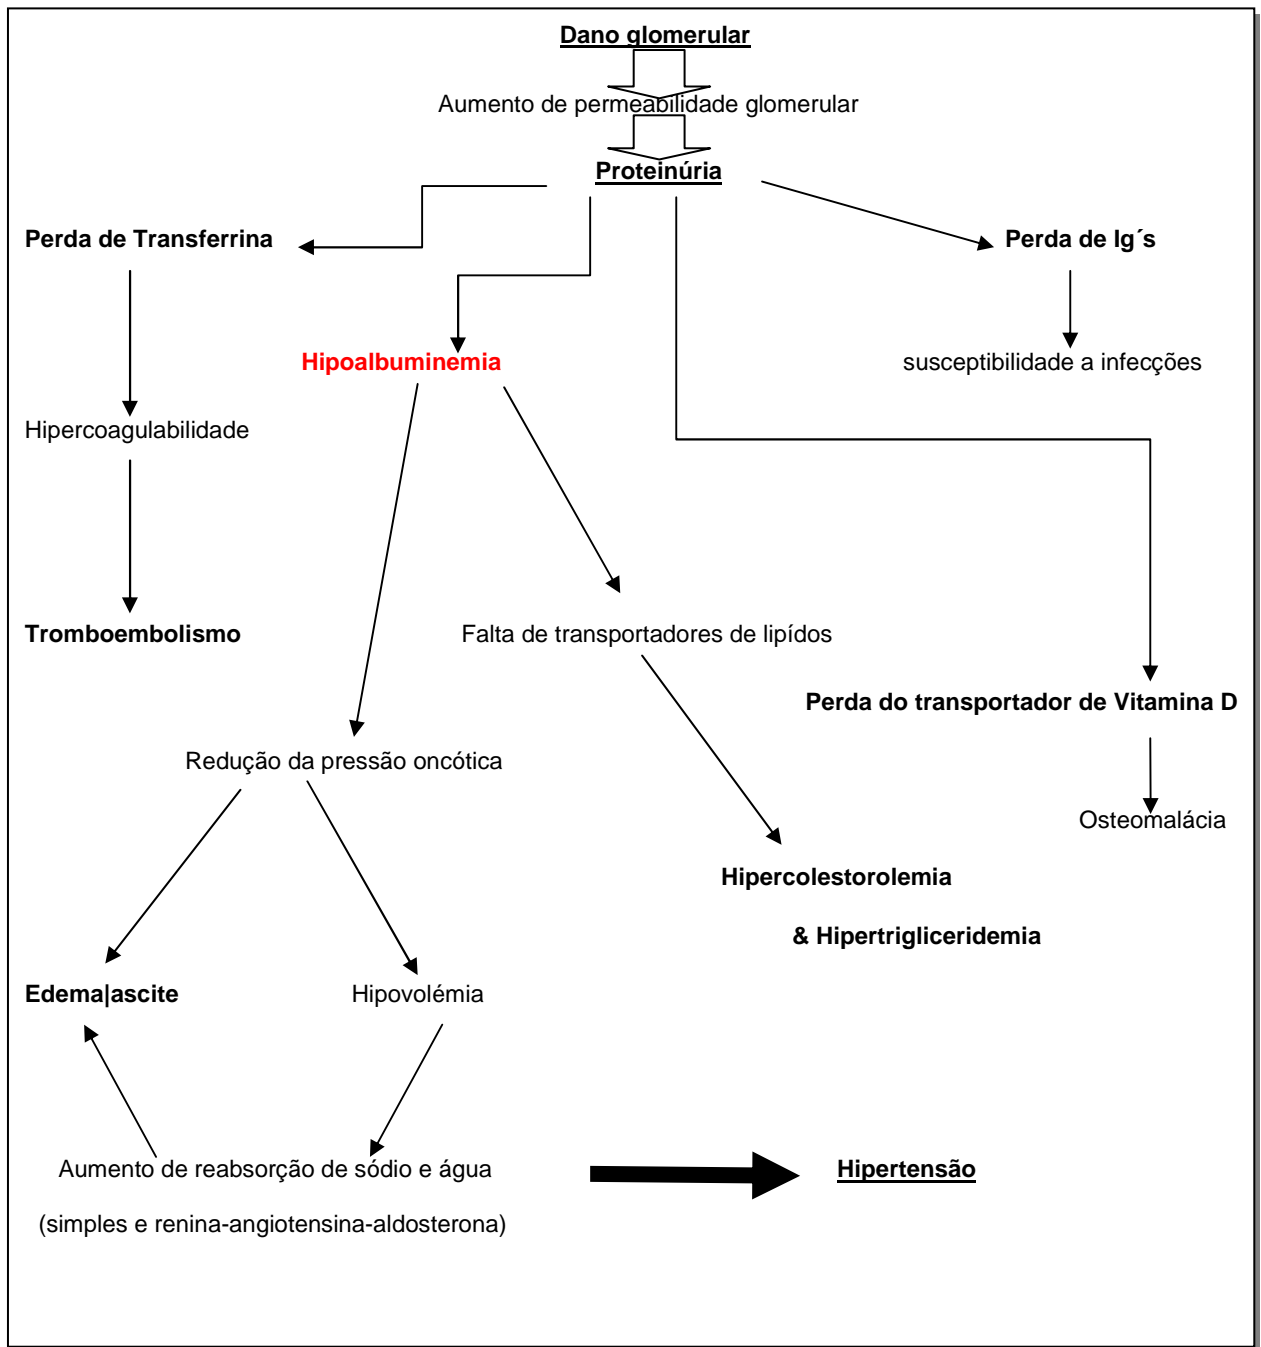 Dano glomerular
Aumento de permeabilidade glomerular
Proteinúria
Perda de Transferrina
Perda de Ig´s
Hipoalbuminemia
susceptibilidade a infecções
Hipercoagulabilidade
Tromboembolismo
Falta de transportadores de lipídos
Perda do transportador de Vitamina D
Redução da pressão oncótica
Osteomalácia
Hipercolestorolemia
& Hipertrigliceridemia
Edema|ascite
Hipovolémia
Aumento de reabsorção de sódio e água
Hipertensão
(simples e renina-angiotensina-aldosterona)